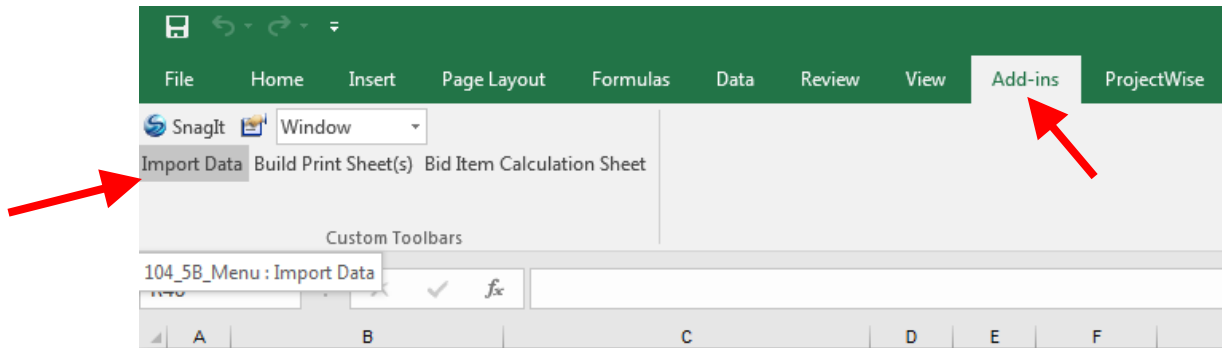 File Home Insert Page Layout Formulas Data Review View Add-ins ProjectWise
SnagIt Window
Import Data Build Print Sheet(s) Bid Item Calculation Sheet
Custom Toolbars
104_5B_Menu : Import Data
fx
A B C D E F